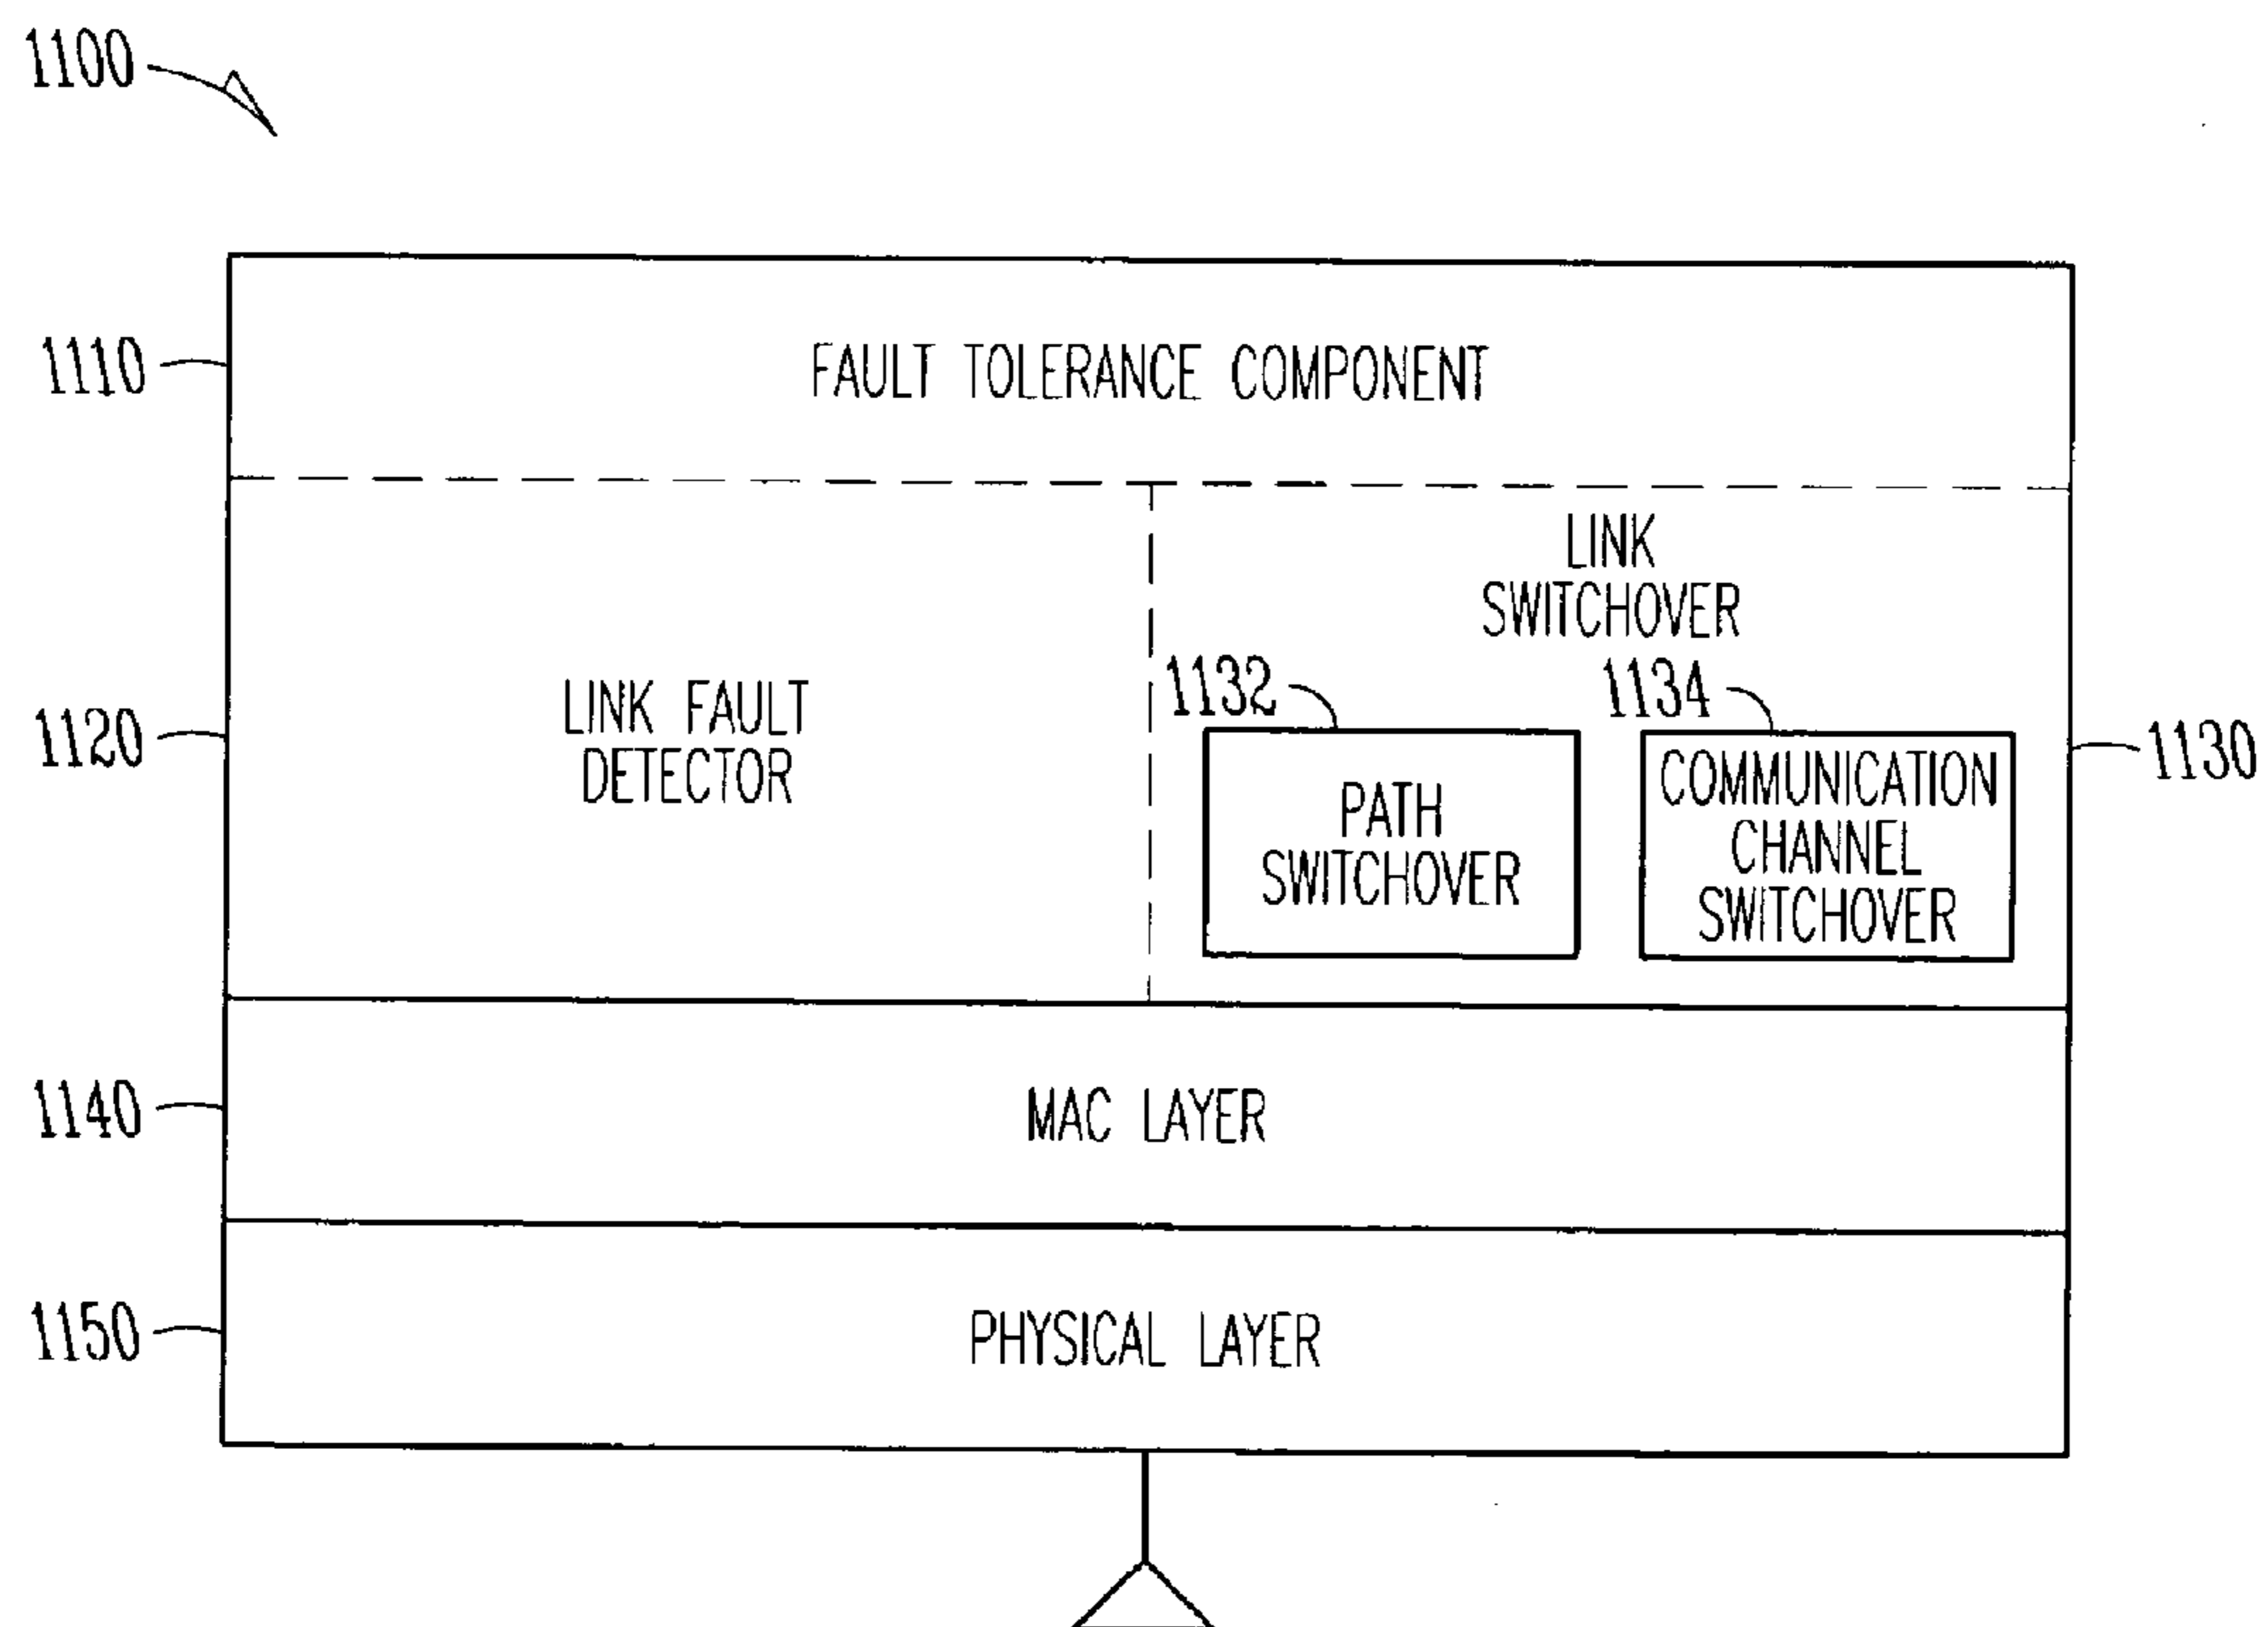 1100
1110
FAULT TOLERANCE COMPONENT
LINK
SWITCHOVER
1132
1134
LINK FAULT
DETECTOR
1120
1130
PATH
SWITCHOVER
COMMUNICATION
CHANNEL
SWITCHOVER
1140
MAC LAYER
1150
PHYSICAL LAYER